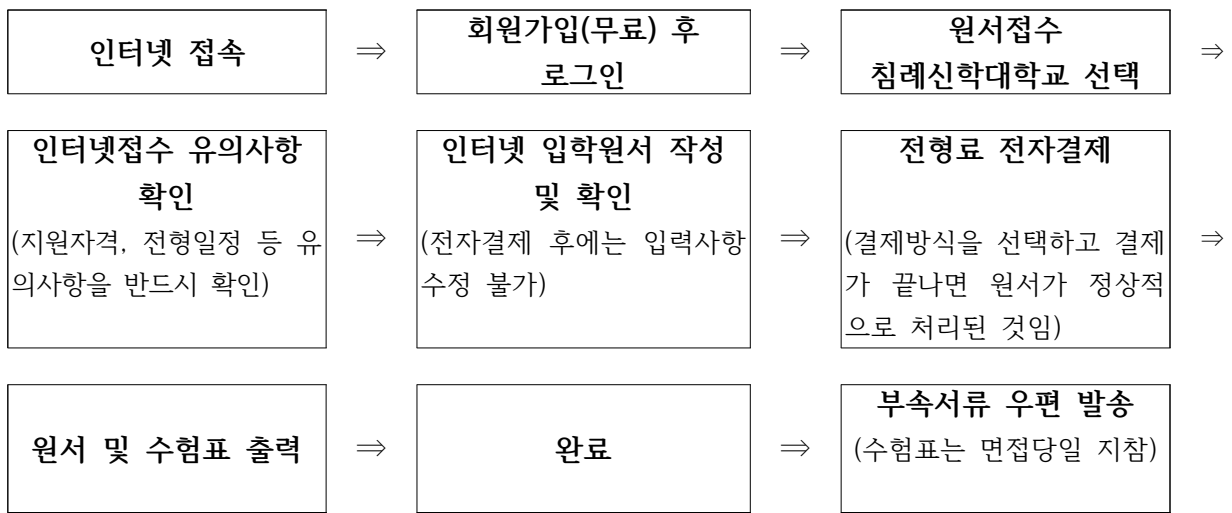 인터넷 접속
⇒
회원가입(무료) 후
로그인
⇒
원서접수
침례신학대학교 선택
⇒
인터넷접수 유의사항
확인
(지원자격, 전형일정 등 유
의사항을 반드시 확인)
⇒
인터넷 입학원서 작성
및 확인
(전자결제 후에는 입력사항
수정 불가)
⇒
전형료 전자결제
(결제방식을 선택하고 결제
가 끝나면 원서가 정상적
으로 처리된 것임)
⇒
원서 및 수험표 출력
⇒
완료
⇒
부속서류 우편 발송
(수험표는 면접당일 지참)